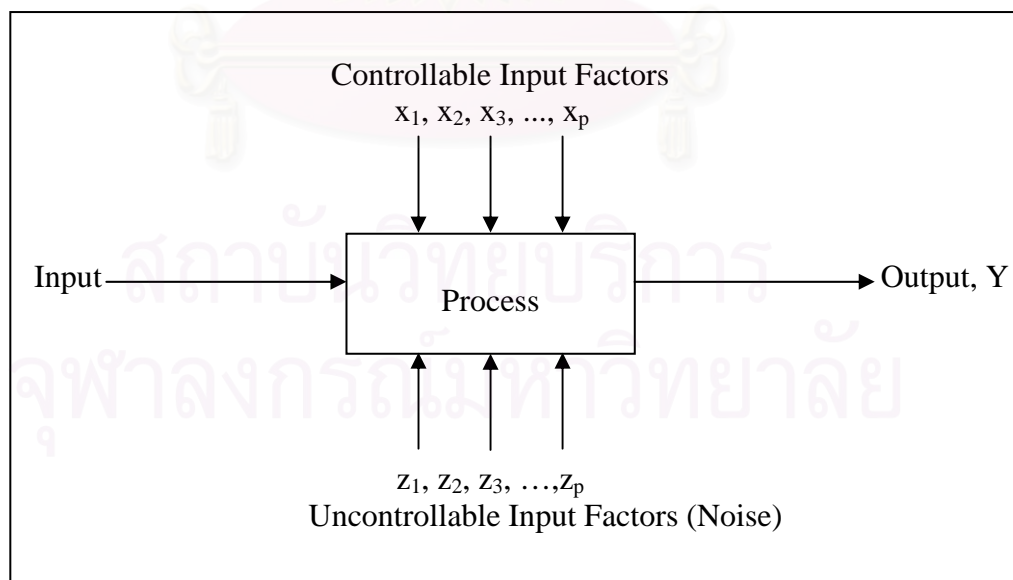 Controllable Input Factors
x₁, x₂, x₃, ..., xₚ
สถาบันวิทยบริการ
Input
Process
Output, Y
จุฬาลงกรณ์มหาวิทยาลัย
z₁, z₂, z₃, …,zₚ
Uncontrollable Input Factors (Noise)